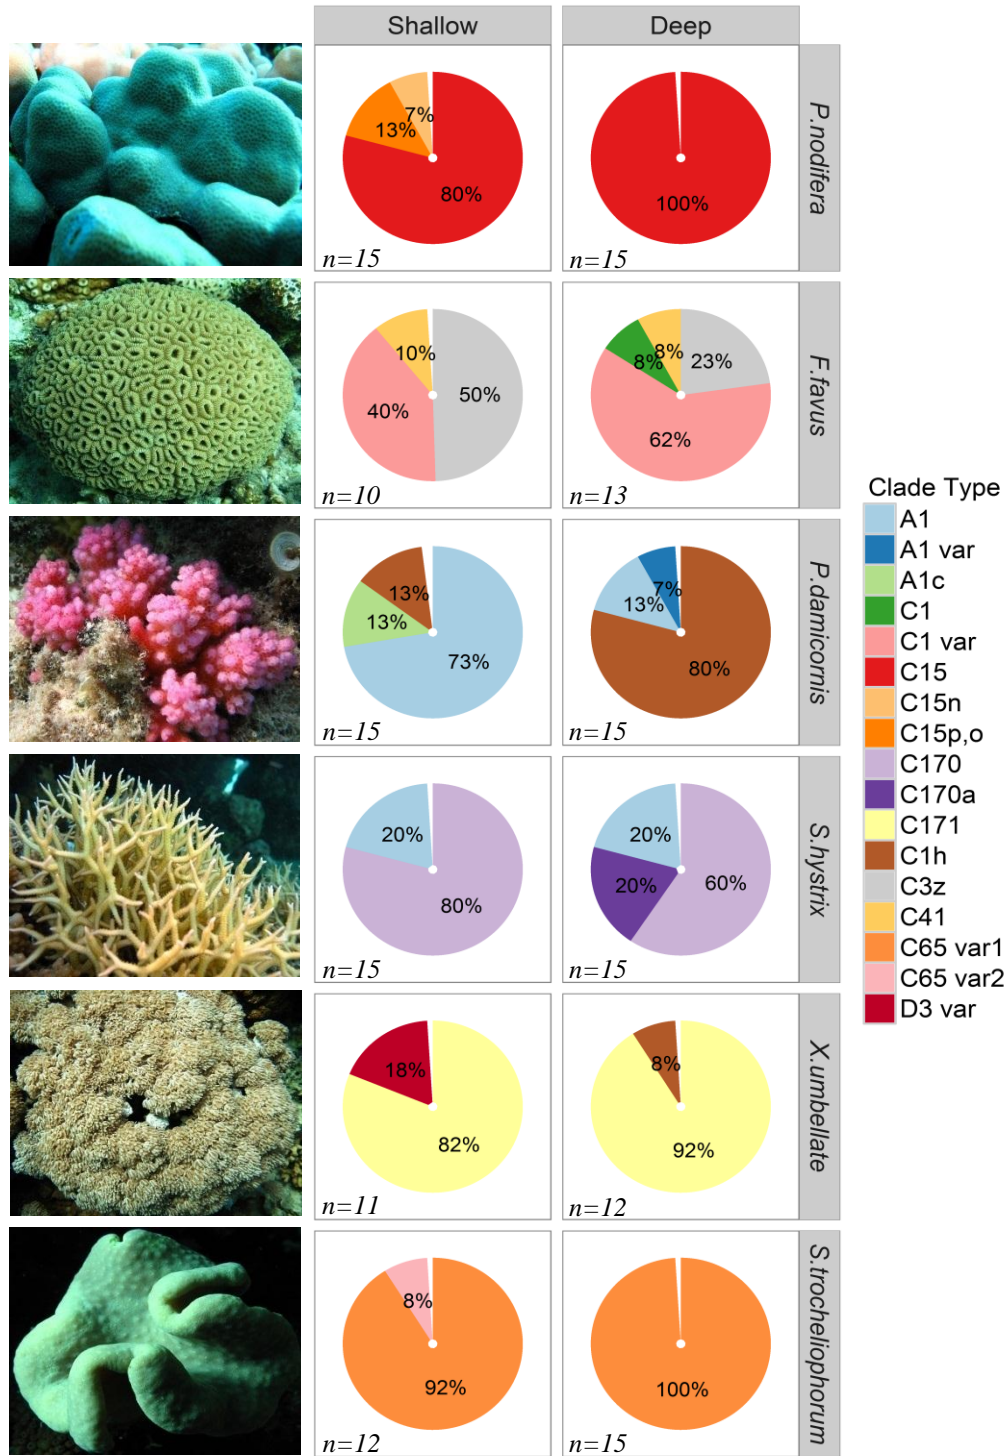 Shallow Deep
7%
13%
80%
n=15
100%
n=15
P.nodifera
10%
40%
50%
n=10
8%
8%
23%
62%
n=13
F.favus
13%
13%
73%
n=15
7%
13%
80%
n=15
P.damicornis
20%
80%
n=15
20%
20%
60%
n=15
S.hystrix
18%
82%
n=11
8%
92%
n=12
X.umbellate
8%
92%
n=12
100%
n=15
S.trocheliophorum
Clade Type
A1
A1 var
A1c
C1
C1 var
C15
C15n
C15p,o
C170
C170a
C171
C1h
C3z
C41
C65 var1
C65 var2
D3 var